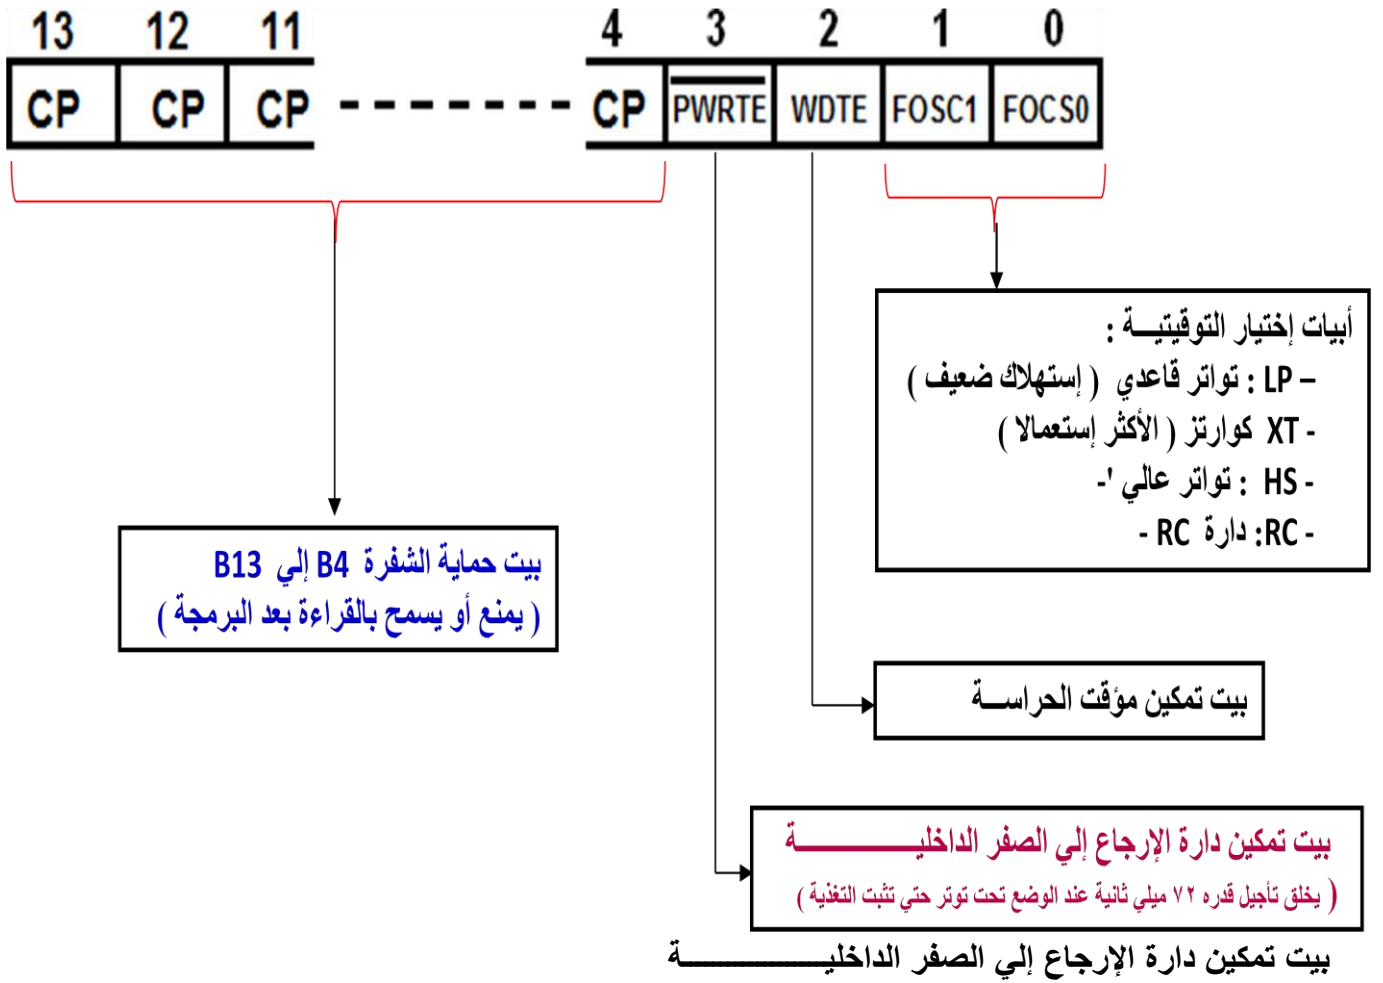 13 12 11 4 3 2 1 0
CP CP CP CP PWRTE WDTE FOSC1 FOCS0
أبيات إختيار التوقيتيـــة :
– LP : تواتر قاعدي ( إستهلاك ضعيف )
- XT كوارتز ( الأكثر إستعمالا )
- HS : تواتر عالي '-
- RC: دارة RC -
بيت حماية الشفرة B4 إلي B13
( يمنع أو يسمح بالقراءة بعد البرمجة )
بيت تمكين مؤقت الحراســـة
بيت تمكين دارة الإرجاع إلي الصفر الداخليــــــــــــــة
( يخلق تأجيل قدره ٧٢ ميلي ثانية عند الوضع تحت توتر حتي تثبت التغذية )
بيت تمكين دارة الإرجاع إلي الصفر الداخليــــــــــــــة